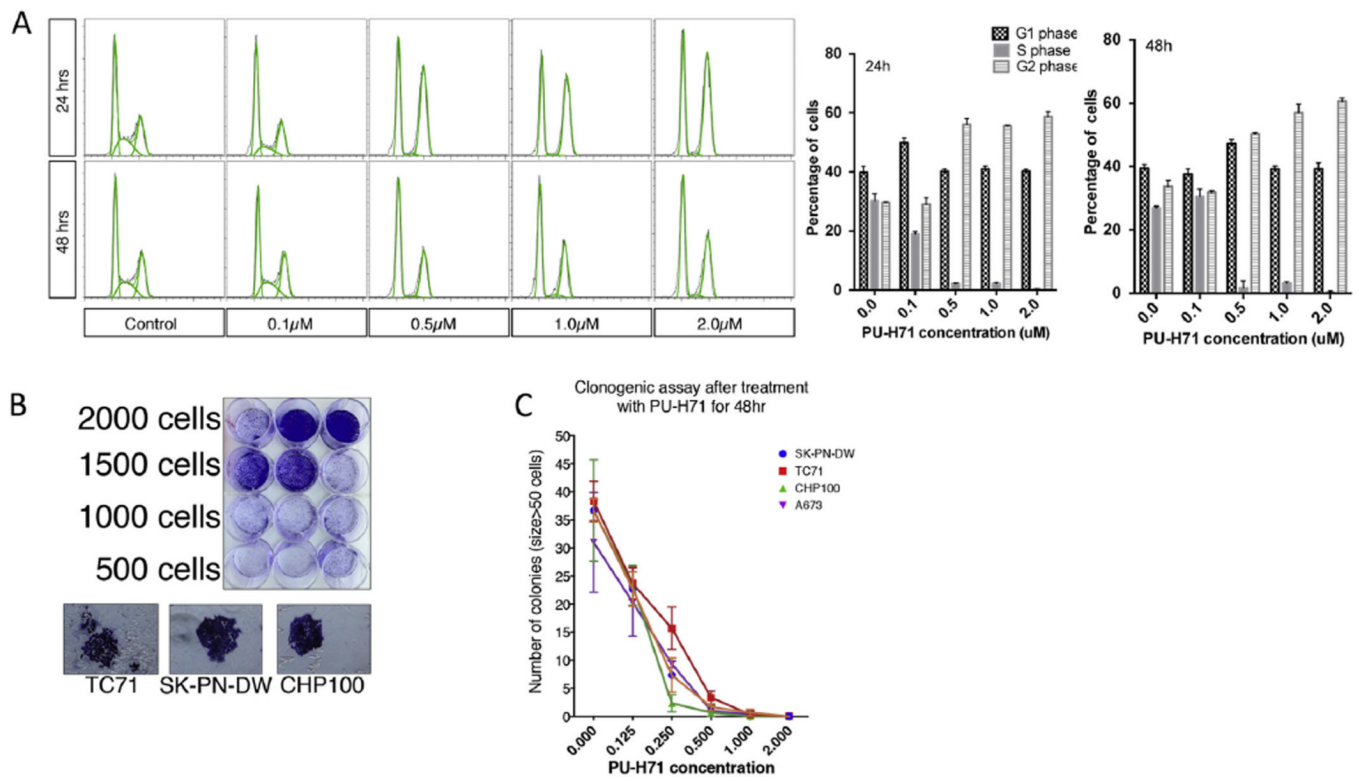 A
24 hrs
48 hrs
Control
0.1µM
0.5µM
1.0µM
2.0µM
G1 phase
S phase
G2 phase
24h
Percentage of cells
80
60
40
20
0
0.0
0.1
0.5
1.0
2.0
PU-H71 concentration (uM)
48h
Percentage of cells
80
60
40
20
0
0.0
0.1
0.5
1.0
2.0
PU-H71 concentration (uM)
B
2000 cells
1500 cells
1000 cells
500 cells
TC71 SK-PN-DW CHP100
C
Clonogenic assay after treatment
with PU-H71 for 48hr
Number of colonies (size>50 cells)
50
45
40
35
30
25
20
15
10
5
0
SK-PN-DW
TC71
CHP100
A673
0.000
0.125
0.250
0.500
1.000
2.000
PU-H71 concentration